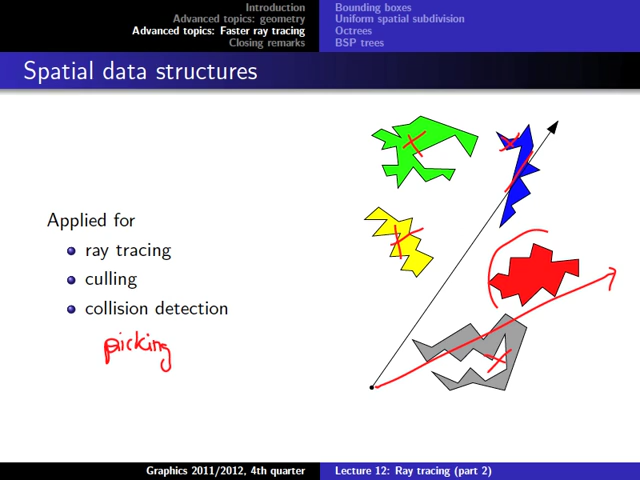 Introduction
Advanced topics: geometry
Advanced topics: Faster ray tracing
Closing remarks
Bounding boxes
Uniform spatial subdivision
Octrees
BSP trees
Spatial data structures
Applied for
ray tracing
culling
collision detection
picking
Graphics 2011/2012, 4th quarter
Lecture 12: Ray tracing (part 2)